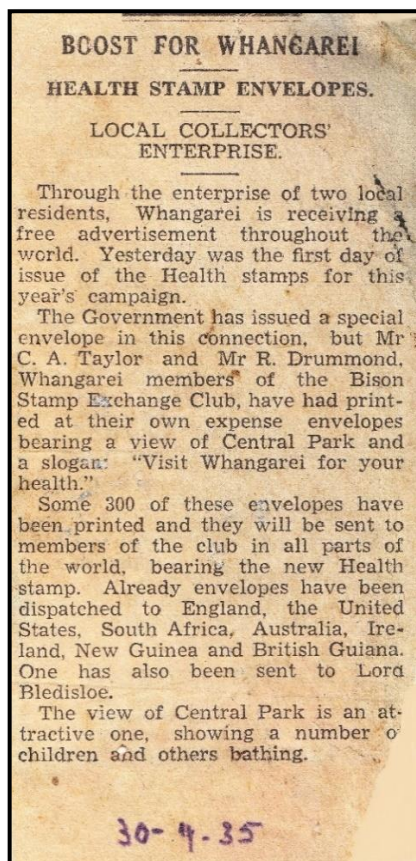 BOOST FOR WHANGAREI
HEALTH STAMP ENVELOPES.
LOCAL COLLECTORS'
ENTERPRISE.
Through the enterprise of two local
residents, Whangarei is receiving a
free advertisement throughout the
world. Yesterday was the first day of
issue of the Health stamps for this
year's campaign.
The Government has issued a special
envelope in this connection, but Mr
C. A. Taylor and Mr R. Drummond,
Whangarei members of the Bison
Stamp Exchange Club, have had print-
ed at their own expense envelopes
bearing a view of Central Park and
a slogan: "Visit Whangarei for your
health."
Some 300 of these envelopes have
been printed and they will be sent to
members of the club in all parts of
the world, bearing the new Health
stamp. Already envelopes have been
dispatched to England, the United
States, South Africa, Australia, Ire-
land, New Guinea and British Guiana.
One has also been sent to Lord
Bledisloe.
The view of Central Park is an at-
tractive one, showing a number o
children and others bathing.
30-4-35